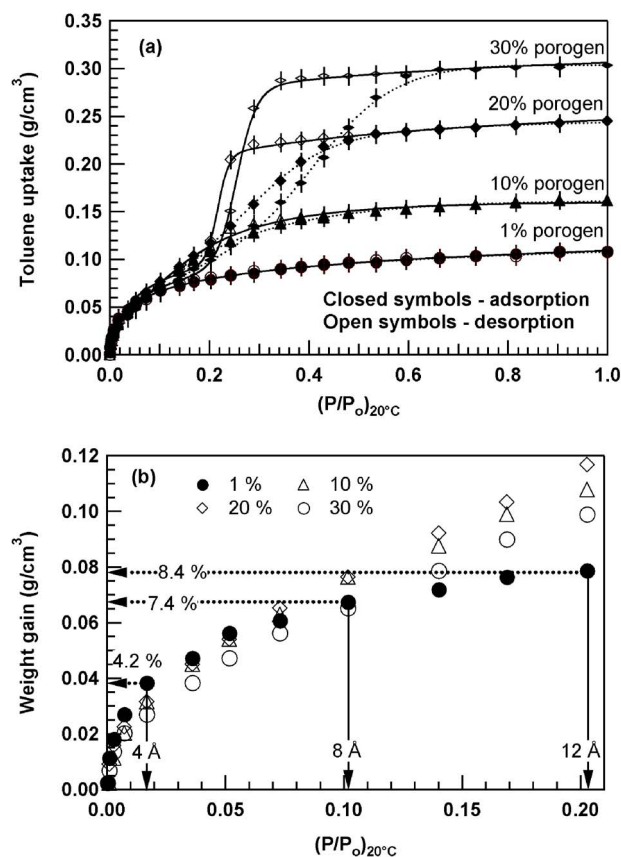 (a)
30% porogen
20% porogen
10% porogen
1% porogen
Closed symbols - adsorption
Open symbols - desorption
Toluene uptake (g/cm³)
0.35
0.30
0.25
0.20
0.15
0.10
0.05
0.00
0.0 0.2 0.4 0.6 0.8 1.0
(P/Po)20°C
(b)
1 % 10 %
20 % 30 %
8.4 %
7.4 %
4.2 %
4 Å 8 Å 12 Å
Weight gain (g/cm³)
0.12
0.10
0.08
0.06
0.04
0.02
0.00
0.00 0.05 0.10 0.15 0.20
(P/Po)20°C